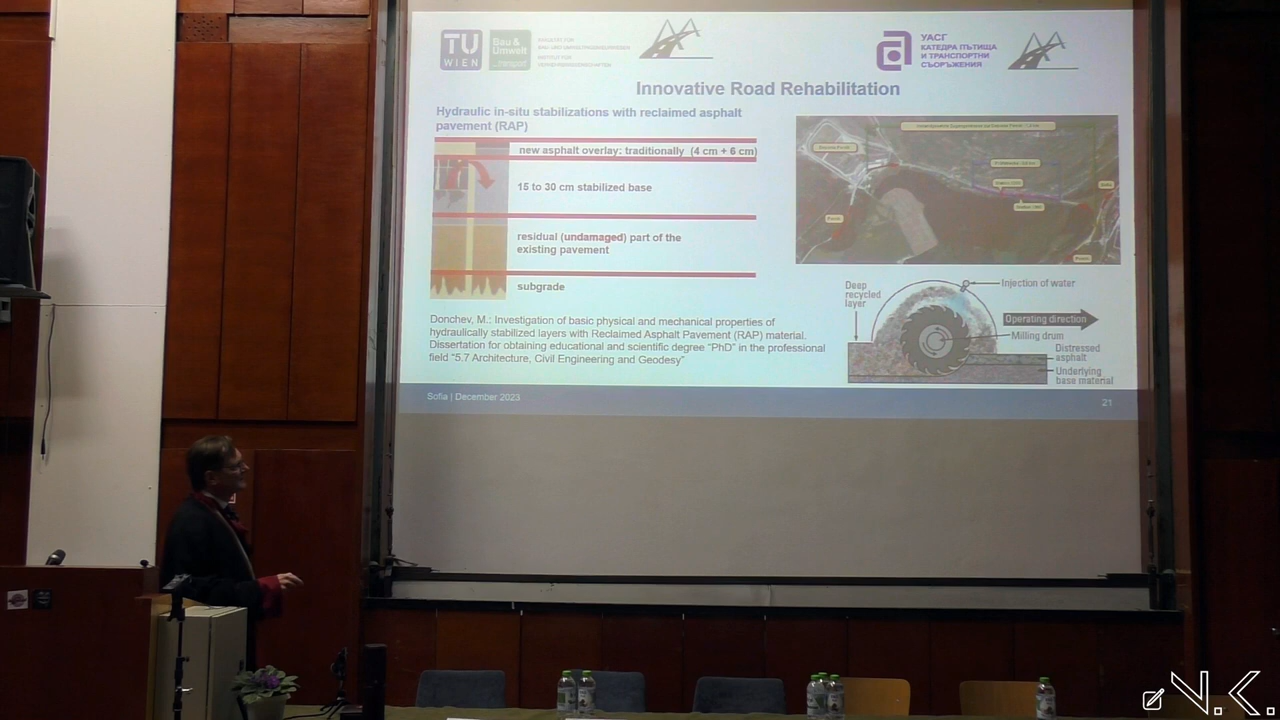 TU
WIEN
Bau &
Umwelt
УАСГ
КАТЕДРА ПЪТИЩА
И ТРАНСПОРТНИ
СЪОРЪЖЕНИЯ
Innovative Road Rehabilitation
Hydraulic in-situ stabilizations with reclaimed asphalt
pavement (RAP)
new asphalt overlay: traditionally (4 cm + 6 cm)
15 to 30 cm stabilized base
residual (undamaged) part of the
existing pavement
subgrade
Donchev, M.: Investigation of basic physical and mechanical properties of
hydraulically stabilized layers with Reclaimed Asphalt Pavement (RAP) material.
Dissertation for obtaining educational and scientific degree “PhD” in the professional
field “5.7 Architecture, Civil Engineering and Geodesy”
Deep
recycled
layer
Injection of water
Operating direction
Milling drum
Distressed
asphalt
Underlying
base material
Sofia | December 2023
21
N.K.